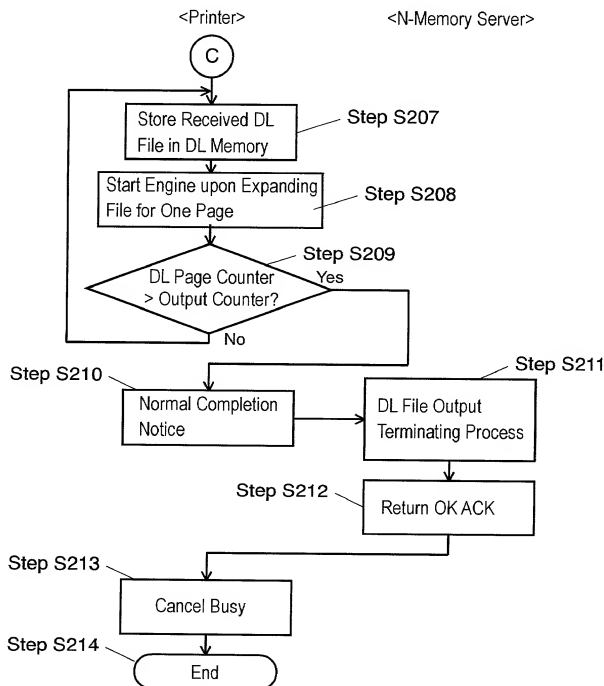 <Printer>
<N-Memory Server>
C
Store Received DL
File in DL Memory
Step S207
Start Engine upon Expanding
File for One Page
Step S208
Step S209
DL Page Counter
> Output Counter?
Yes
No
Step S210
Normal Completion
Notice
Step S211
DL File Output
Terminating Process
Step S212
Return OK ACK
Step S213
Cancel Busy
Step S214
End